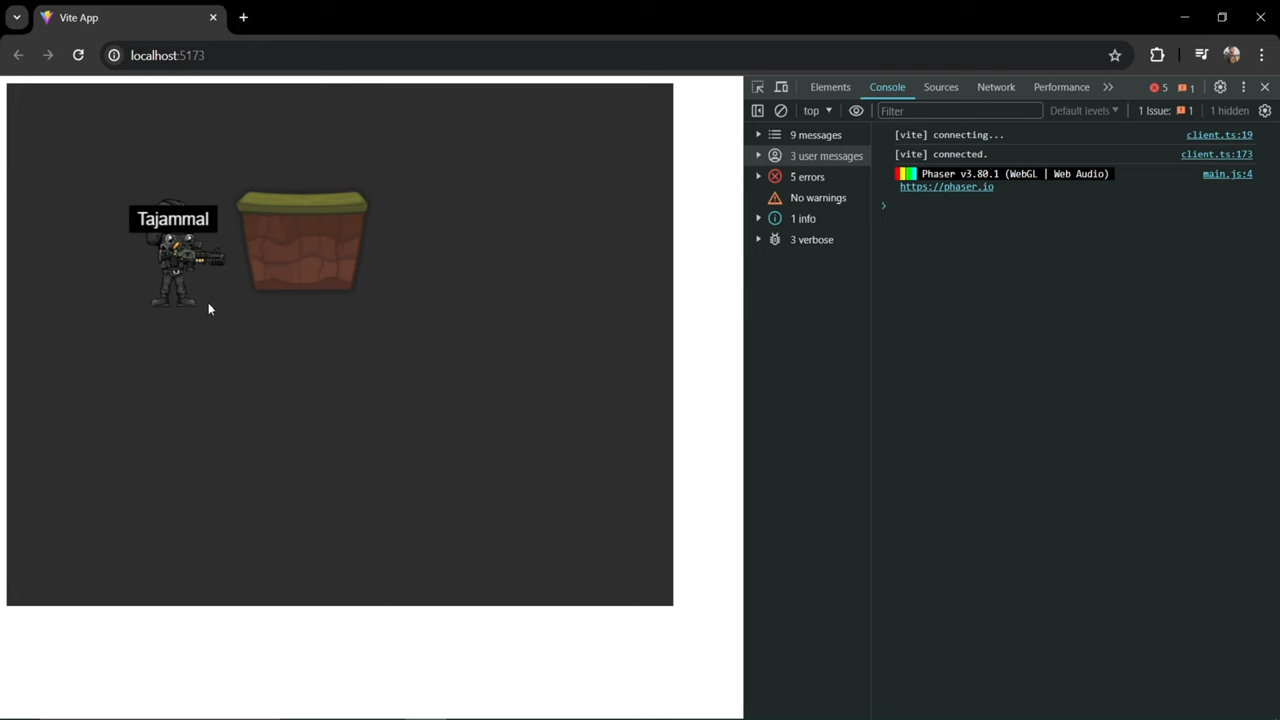 Vite App
localhost:5173
Elements
Console
Sources
Network
Performance
5
1
top
Filter
Default levels
1 Issue:
1
1 hidden
9 messages
3 user messages
5 errors
No warnings
1 info
3 verbose
[vite] connecting...
client.ts:19
[vite] connected.
client.ts:173
Phaser v3.80.1 (WebGL | Web Audio)
main.js:4
https://phaser.io
Tajammal